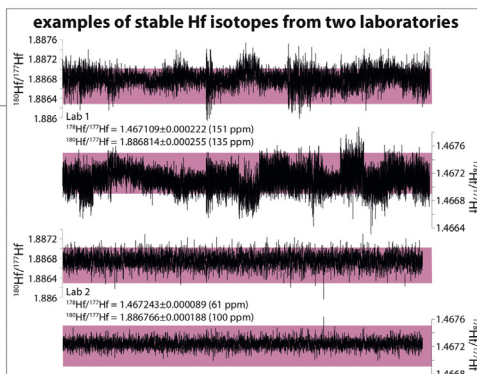 examples of stable Hf isotopes from two laboratories
1.8876
1.8872
1.8868
1.8864
1.886
¹⁸⁰Hf/¹⁷⁷Hf
Lab 1
¹⁷⁸Hf/¹⁷⁷Hf = 1.467109±0.000222 (151 ppm)
¹⁸⁰Hf/¹⁷⁷Hf = 1.886814±0.000255 (135 ppm)
1.4676
1.4672
1.4668
1.4664
1.8872
1.8868
1.8864
1.886
¹⁸⁰Hf/¹⁷⁷Hf
Lab 2
¹⁷⁸Hf/¹⁷⁷Hf = 1.467243±0.000089 (61 ppm)
¹⁸⁰Hf/¹⁷⁷Hf = 1.886766±0.000188 (100 ppm)
1.4676
1.4672
1.4668